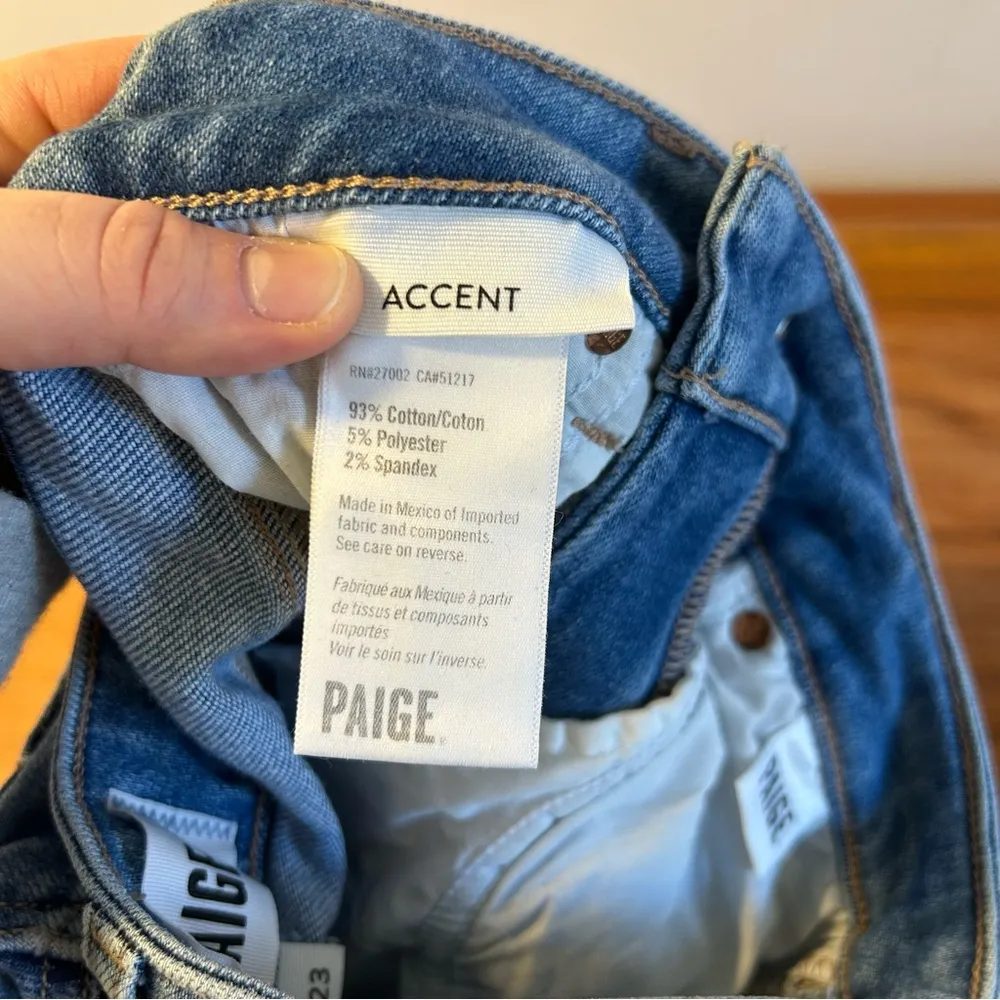 ACCENT
RN#27002 CA#51217
93% Cotton/Coton
5% Polyester
2% Spandex
Made in Mexico of Imported
fabric and components.
See care on reverse.
Fabriqué aux Mexique à partir
de tissus et composants
importés
Voir le soin sur l'inverse.
PAIGE
PAIGE
PAIGE
23